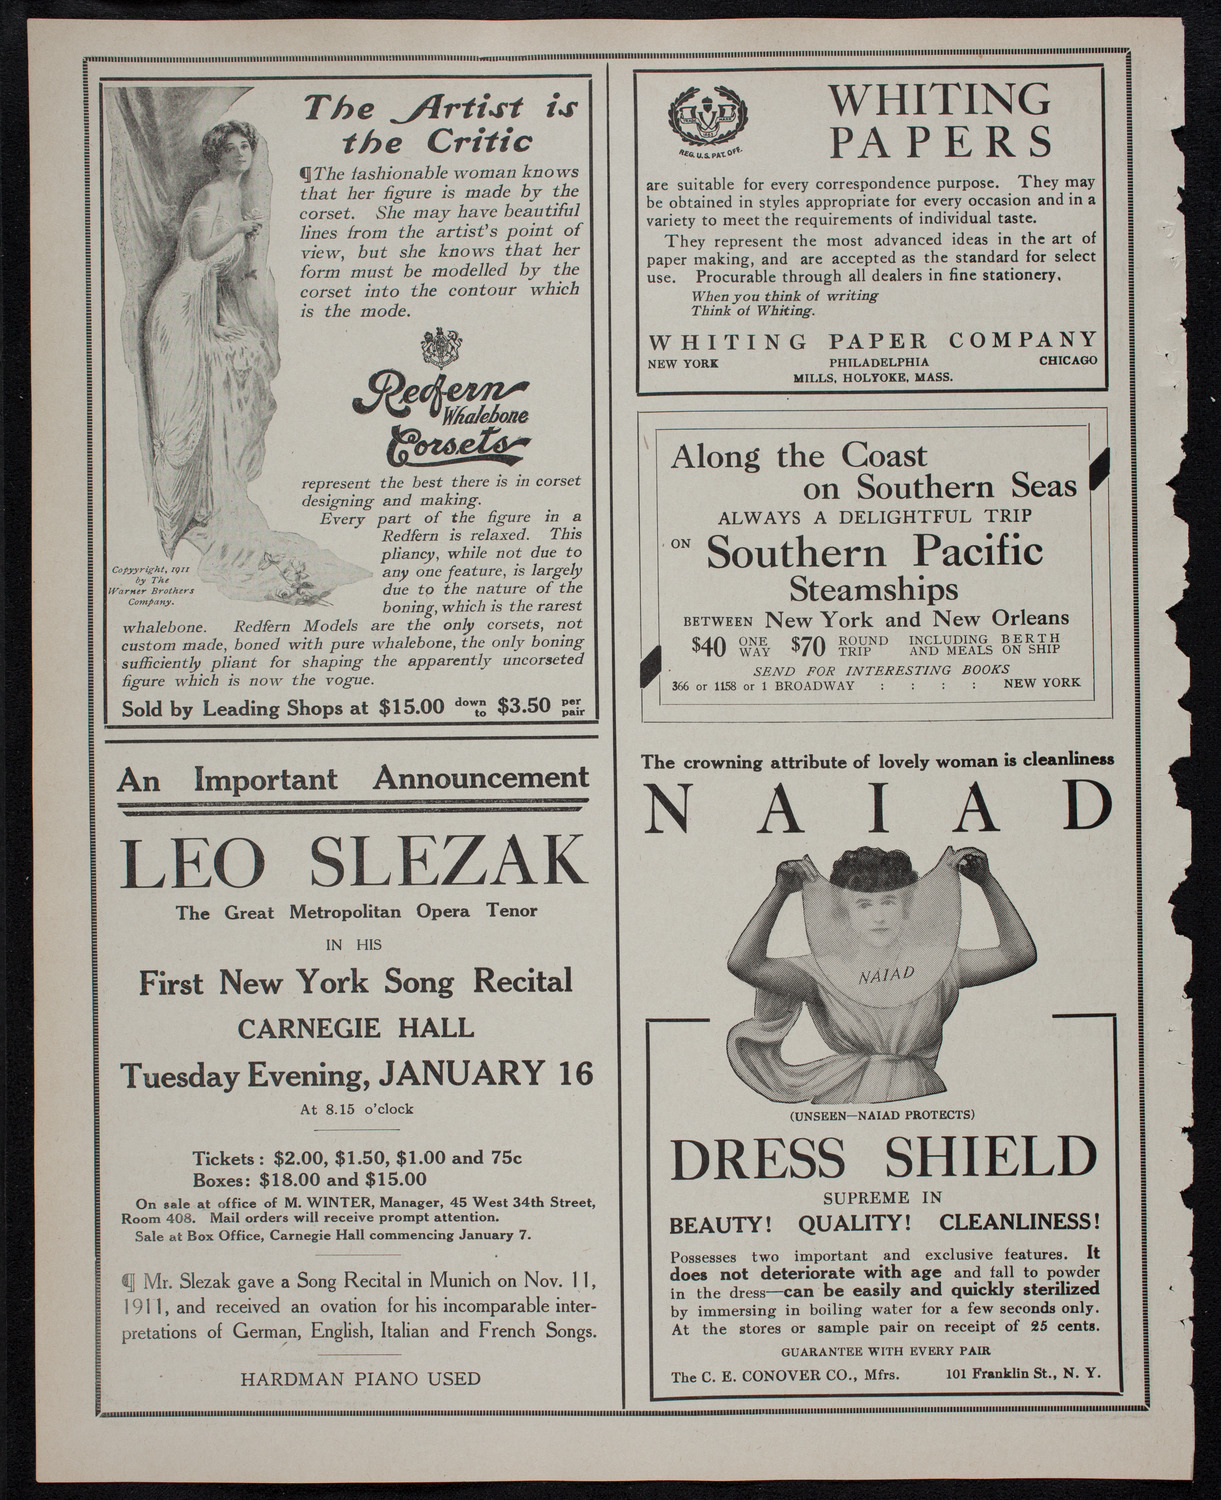 The Artist is
the Critic
¶The fashionable woman knows
that her figure is made by the
corset. She may have beautiful
lines from the artist's point of
view, but she knows that her
form must be modelled by the
corset into the contour which
is the mode.
Redfern
Whalebone
Corsets
represent the best there is in corset
designing and making.
Every part of the figure in a
Redfern is relaxed. This
pliancy, while not due to
any one feature, is largely
due to the nature of the
boning, which is the rarest
whalebone. Redfern Models are the only corsets, not
custom made, boned with pure whalebone, the only boning
sufficiently pliant for shaping the apparently uncorseted
figure which is now the vogue.
Copyyright, 1911
by The
Warner Brothers
Company.
Sold by Leading Shops at $15.00 down to $3.50 per pair
An Important Announcement
LEO SLEZAK
The Great Metropolitan Opera Tenor
IN HIS
First New York Song Recital
CARNEGIE HALL
Tuesday Evening, JANUARY 16
At 8.15 o'clock
Tickets: $2.00, $1.50, $1.00 and 75c
Boxes: $18.00 and $15.00
On sale at office of M. WINTER, Manager, 45 West 34th Street,
Room 408. Mail orders will receive prompt attention.
Sale at Box Office, Carnegie Hall commencing January 7.
¶ Mr. Slezak gave a Song Recital in Munich on Nov. 11,
1911, and received an ovation for his incomparable inter-
pretations of German, English, Italian and French Songs.
HARDMAN PIANO USED
REG. U.S. PAT. OFF.
WHITING
PAPERS
are suitable for every correspondence purpose. They may
be obtained in styles appropriate for every occasion and in a
variety to meet the requirements of individual taste.
They represent the most advanced ideas in the art of
paper making, and are accepted as the standard for select
use. Procurable through all dealers in fine stationery.
When you think of writing
Think of Whiting.
WHITING PAPER COMPANY
NEW YORK PHILADELPHIA CHICAGO
MILLS, HOLYOKE, MASS.
Along the Coast
on Southern Seas
ALWAYS A DELIGHTFUL TRIP
ON Southern Pacific
Steamships
BETWEEN New York and New Orleans
$40 ONE WAY $70 ROUND TRIP INCLUDING BERTH AND MEALS ON SHIP
SEND FOR INTERESTING BOOKS
366 or 1158 or 1 BROADWAY : : : : NEW YORK
The crowning attribute of lovely woman is cleanliness
NAIAD
NAIAD
(UNSEEN—NAIAD PROTECTS)
DRESS SHIELD
SUPREME IN
BEAUTY! QUALITY! CLEANLINESS!
Possesses two important and exclusive features. It
does not deteriorate with age and fall to powder
in the dress—can be easily and quickly sterilized
by immersing in boiling water for a few seconds only.
At the stores or sample pair on receipt of 25 cents.
GUARANTEE WITH EVERY PAIR
The C. E. CONOVER CO., Mfrs. 101 Franklin St., N. Y.